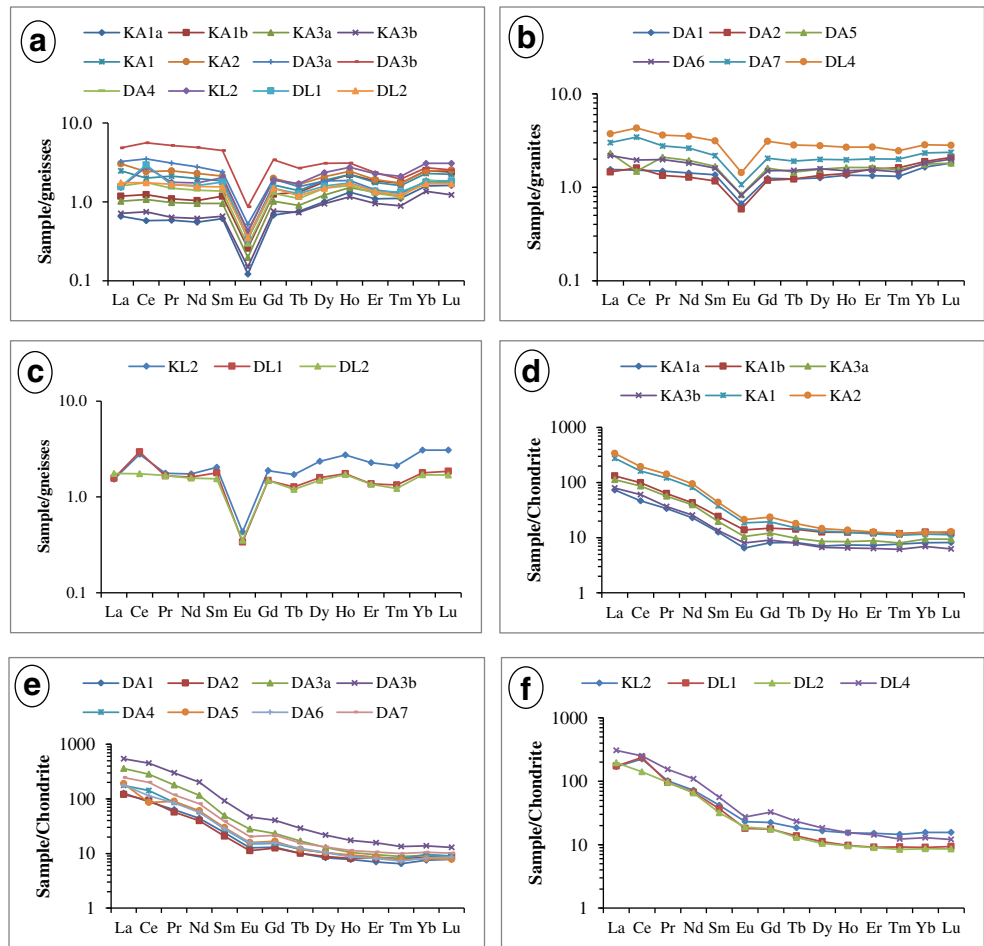 a
KA1a KA1b KA3a KA3b
KA1 KA2 DA3a DA3b
DA4 KL2 DL1 DL2
Sample/gneisses
10.0
1.0
0.1
La Ce Pr Nd Sm Eu Gd Tb Dy Ho Er Tm Yb Lu
b
DA1 DA2 DA5
DA6 DA7 DL4
Sample/granites
10.0
1.0
0.1
La Ce Pr Nd Sm Eu Gd Tb Dy Ho Er Tm Yb Lu
c
KL2 DL1 DL2
Sample/gneisses
10.0
1.0
0.1
La Ce Pr Nd Sm Eu Gd Tb Dy Ho Er Tm Yb Lu
d
KA1a KA1b KA3a
KA3b KA1 KA2
Sample/Chondrite
1000
100
10
1
La Ce Pr Nd Sm Eu Gd Tb Dy Ho Er Tm Yb Lu
e
DA1 DA2 DA3a DA3b
DA4 DA5 DA6 DA7
Sample/Chondrite
1000
100
10
1
La Ce Pr Nd Sm Eu Gd Tb Dy Ho Er Tm Yb Lu
f
KL2 DL1 DL2 DL4
Sample/Chondrite
1000
100
10
1
La Ce Pr Nd Sm Eu Gd Tb Dy Ho Er Tm Yb Lu